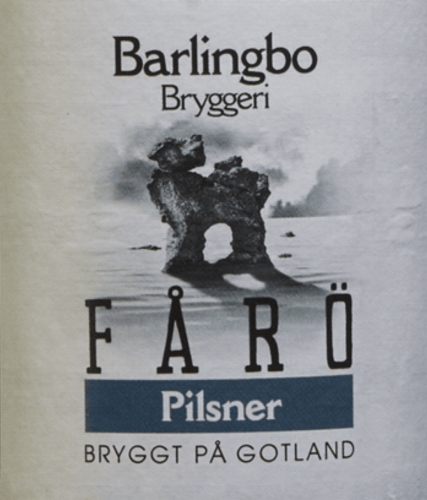 Barlingbo
Bryggeri
FÅRÖ
Pilsner
BRYGGT PÅ GOTLAND